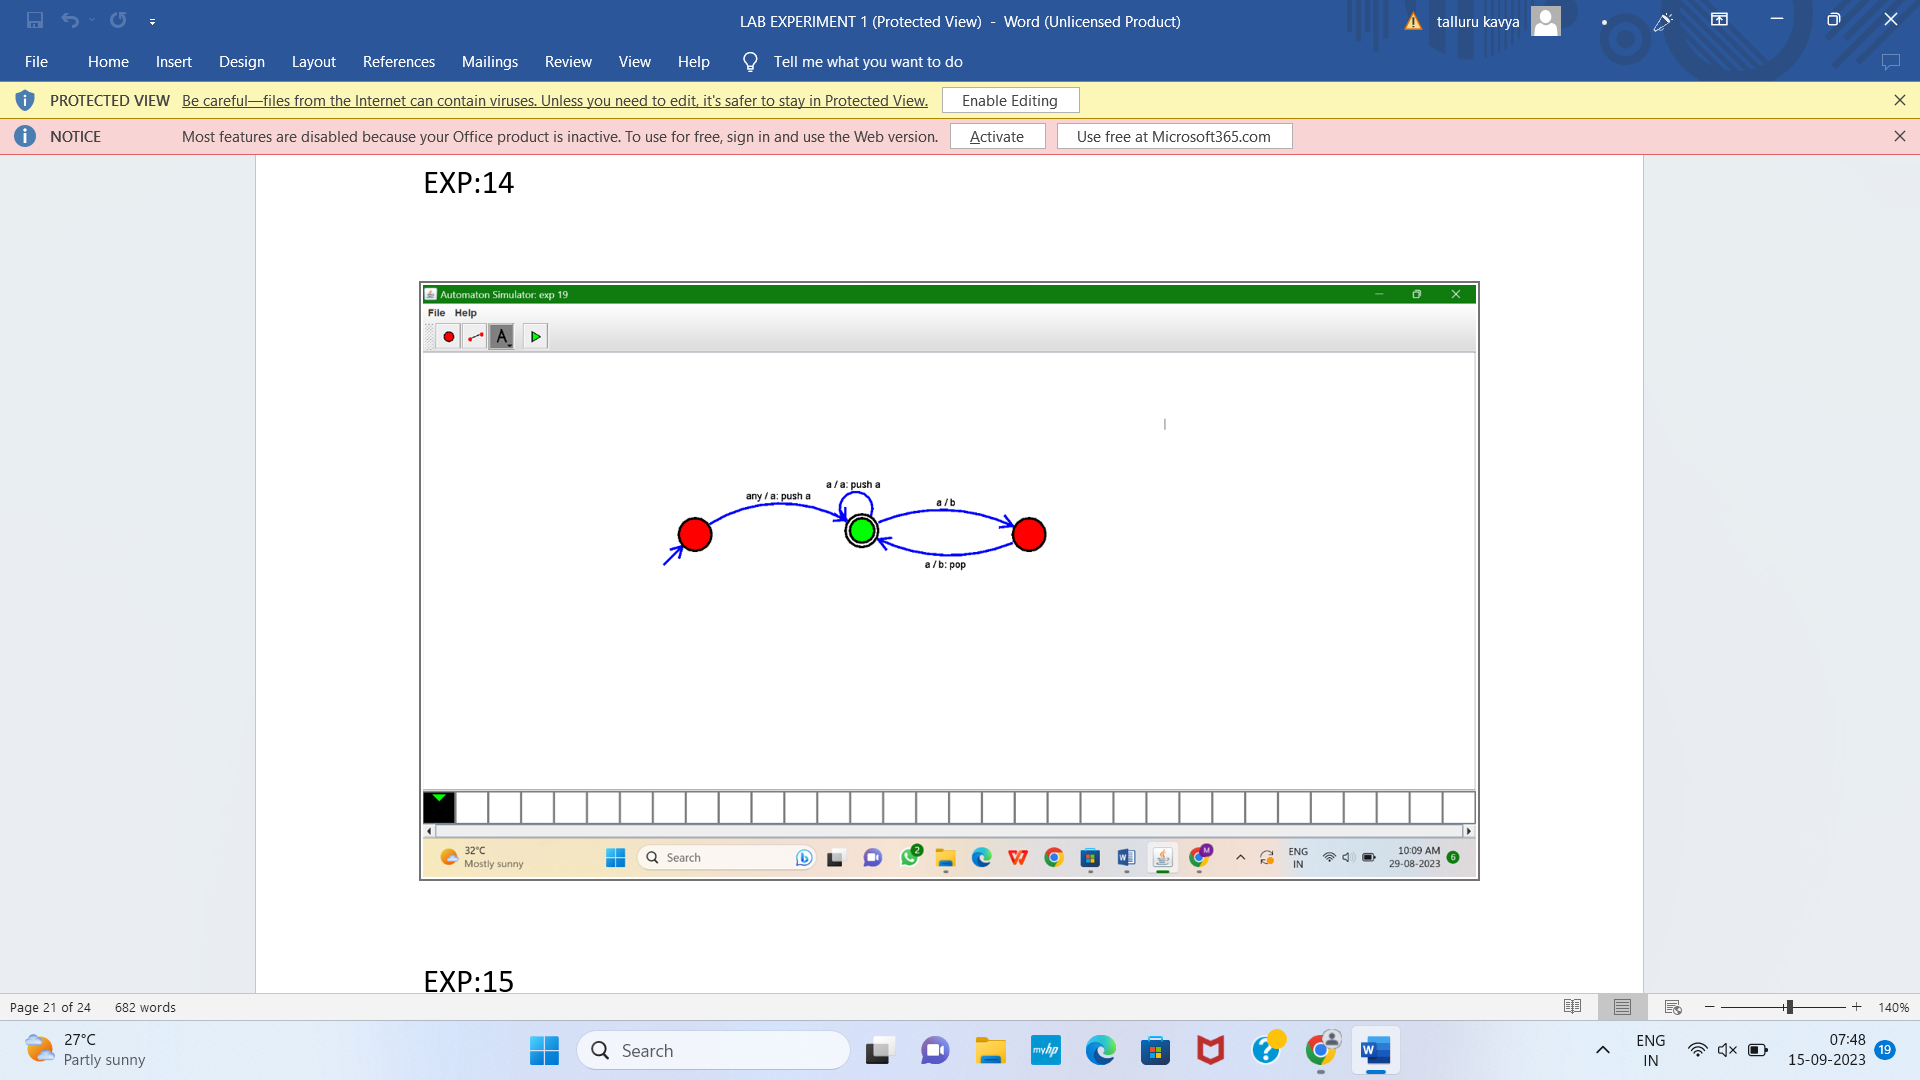 LAB EXPERIMENT 1 (Protected View) - Word (Unlicensed Product)
talluru kavya
File Home Insert Design Layout References Mailings Review View Help Tell me what you want to do
PROTECTED VIEW Be careful—files from the Internet can contain viruses. Unless you need to edit, it's safer to stay in Protected View. Enable Editing
NOTICE Most features are disabled because your Office product is inactive. To use for free, sign in and use the Web version. Activate Use free at Microsoft365.com
EXP:14
Automaton Simulator: exp 19
File Help
A
a / a: push a
any / a: push a
a / b
a / b: pop
32°C
Mostly sunny
Search
2
W
M
ENG
IN
10:09 AM
29-08-2023
6
EXP:15
Page 21 of 24 682 words
140%
27°C
Partly sunny
Search
myhp
?
W
ENG
IN
07:48
15-09-2023
19